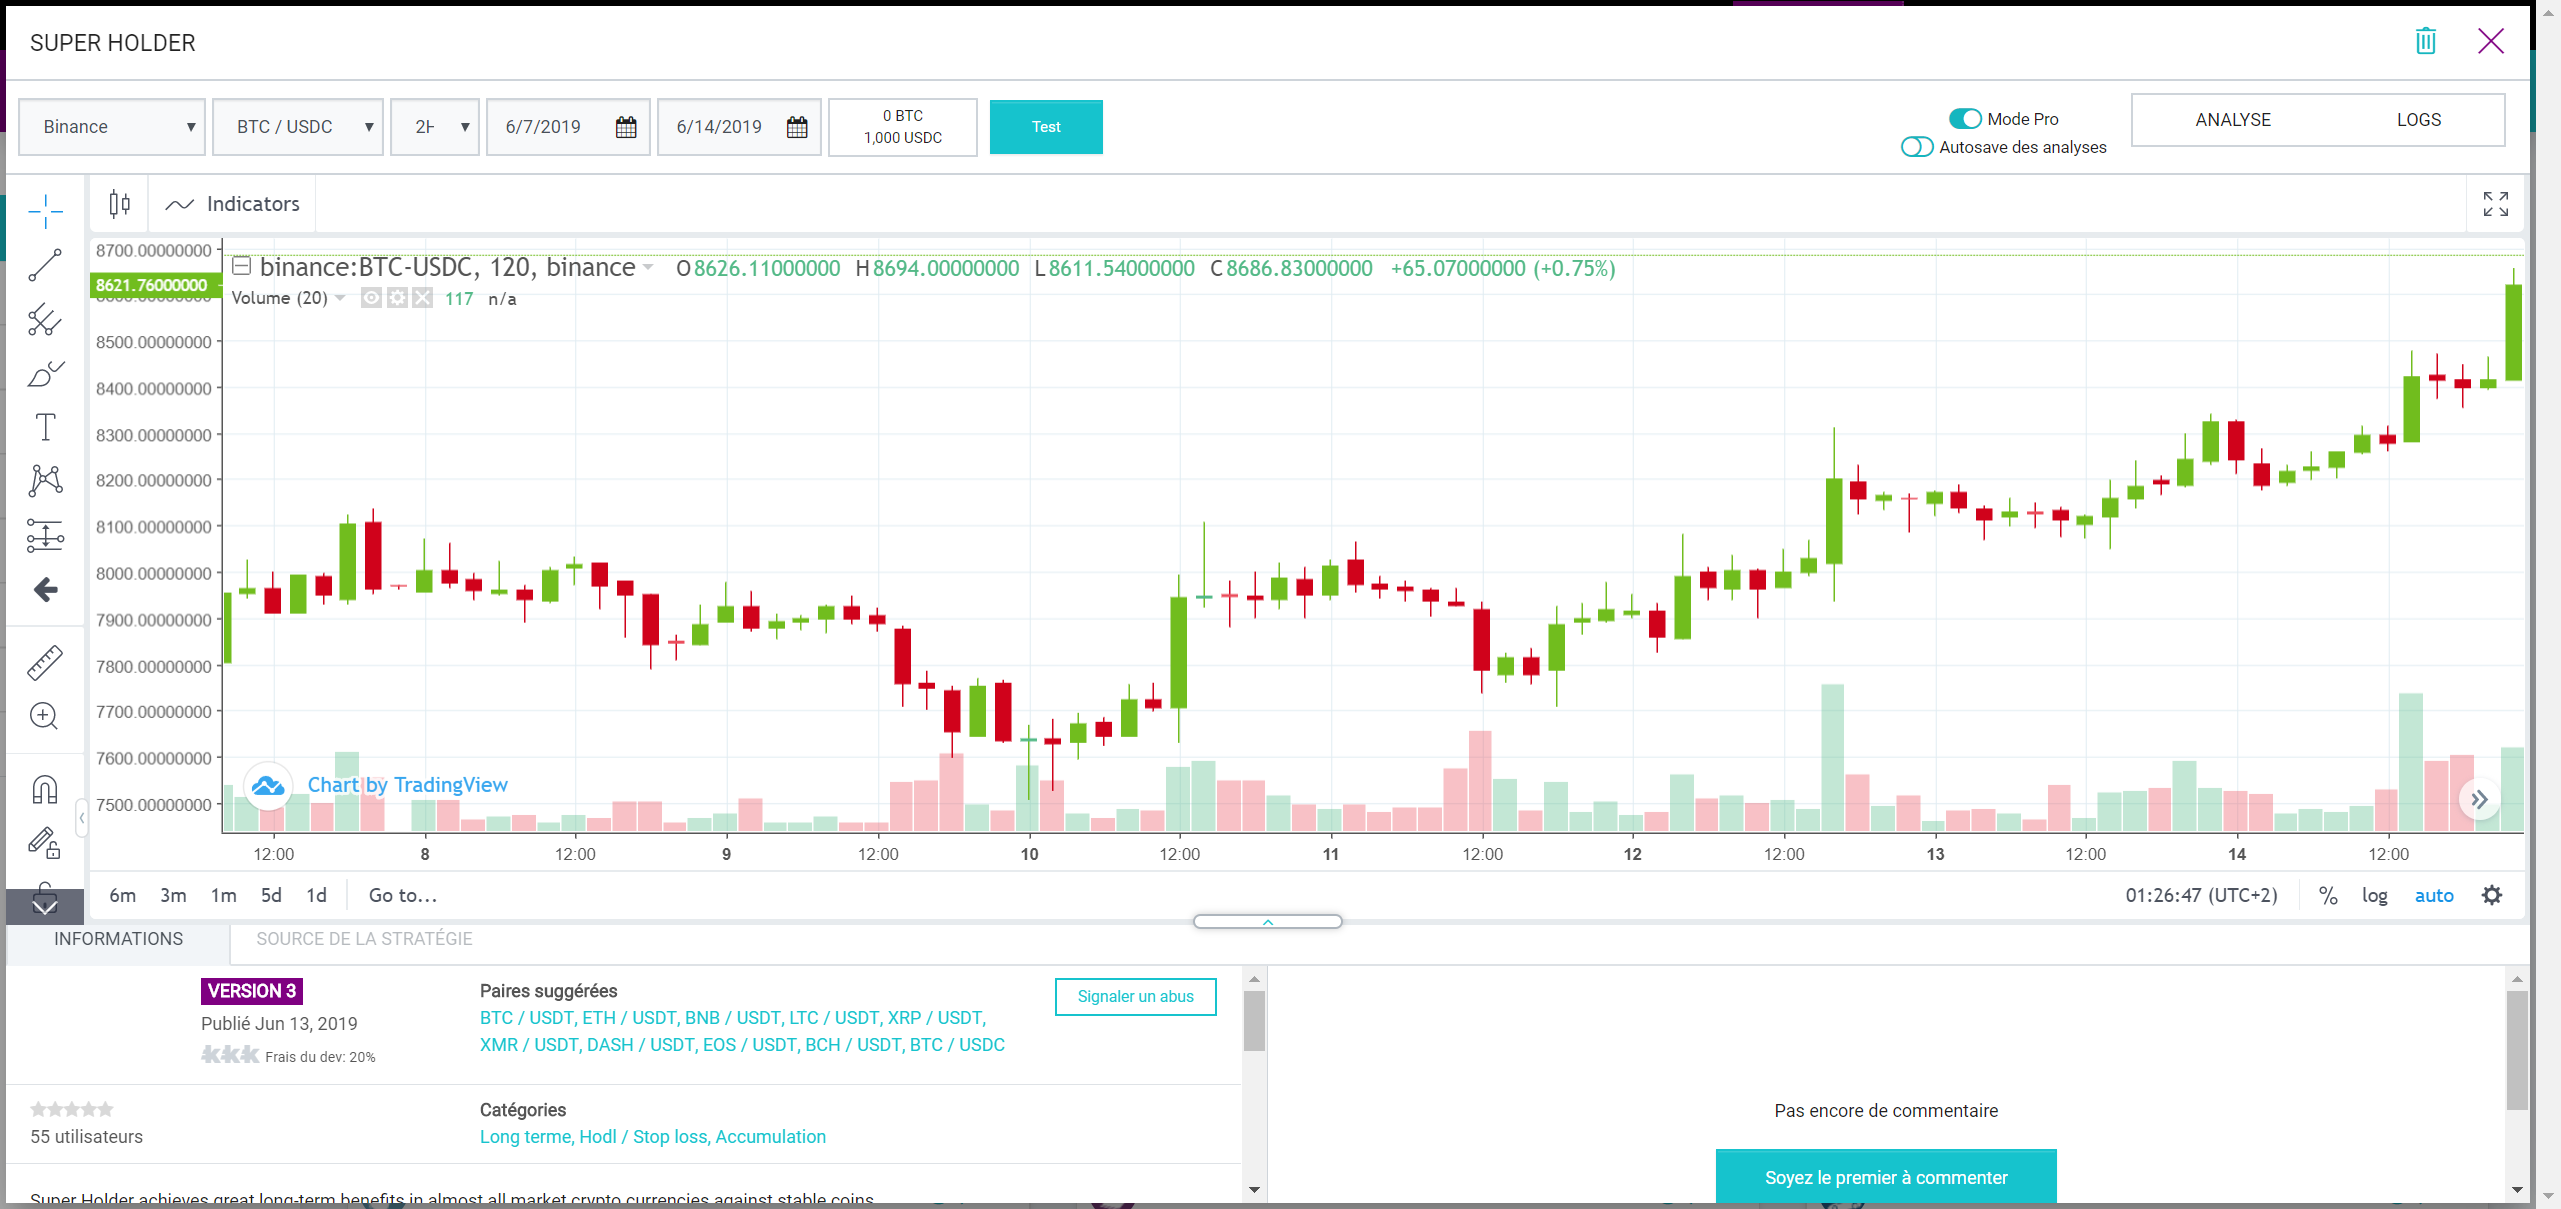 SUPER HOLDER
Binance
BTC / USDC
6/7/2019
6/14/2019
0 BTC
1,000 USDC
Test
Mode Pro
Autosave des analyses
ANALYSE
LOGS
Indicators
binance:BTC-USDC, 120, binance O8626.11000000 H8694.00000000 L8611.54000000 C8686.83000000 +65.07000000 (+0.75%)
Volume (20) 117 n/a
8700.00000000
8621.76000000
8500.00000000
8400.00000000
8300.00000000
8200.00000000
8100.00000000
8000.00000000
7900.00000000
7800.00000000
7700.00000000
7600.00000000
7500.00000000
Chart by TradingView
12:00 8 12:00 9 12:00 10 12:00 11 12:00 12 12:00 13 12:00 14 12:00
6m 3m 1m 5d 1d Go to...
01:26:47 (UTC+2) % log auto
INFORMATIONS
SOURCE DE LA STRATÉGIE
VERSION 3
Publié Jun 13, 2019
Frais du dev: 20%
Paires suggérées
BTC / USDT, ETH / USDT, BNB / USDT, LTC / USDT, XRP / USDT,
XMR / USDT, DASH / USDT, EOS / USDT, BCH / USDT, BTC / USDC
Signaler un abus
55 utilisateurs
Catégories
Long terme, Hodl / Stop loss, Accumulation
Super Holder achieves great long-term benefits in almost all market crypto currencies against stable coins
Pas encore de commentaire
Soyez le premier à commenter